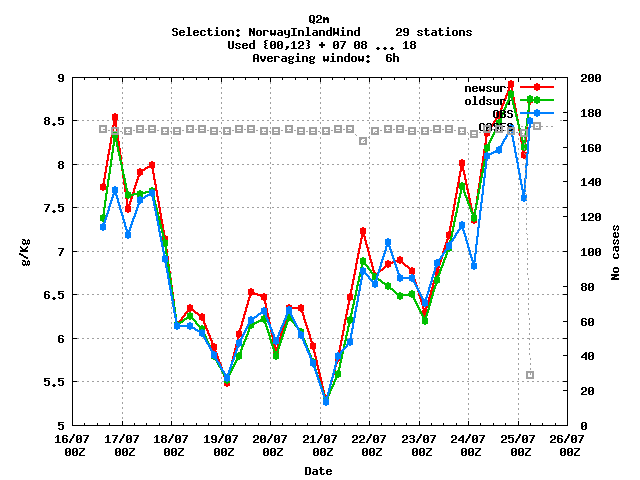 Q2m
Selection: NorwayInlandWind     29 stations
Used {00,12} + 07 08 ... 18
Averaging window:  6h
newsurf
oldsurf
OBS
CASES
9
8.5
8
7.5
7
6.5
6
5.5
5
g/Kg
200
180
160
140
120
100
80
60
40
20
0
No cases
16/07 17/07 18/07 19/07 20/07 21/07 22/07 23/07 24/07 25/07 26/07
00Z 00Z 00Z 00Z 00Z 00Z 00Z 00Z 00Z 00Z 00Z
Date